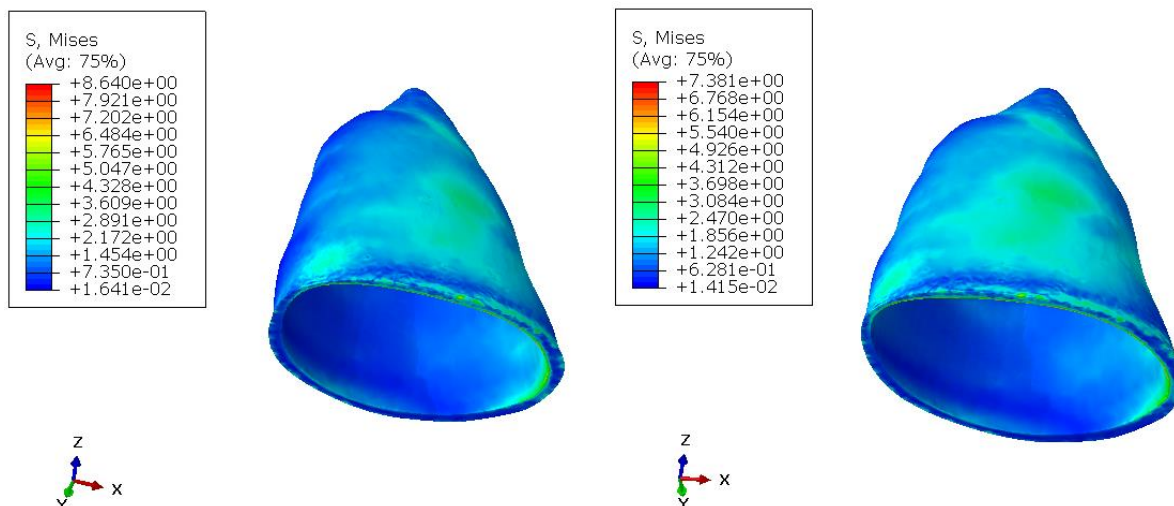 S, Mises
(Avg: 75%)
+8.640e+00
+7.921e+00
+7.202e+00
+6.484e+00
+5.765e+00
+5.047e+00
+4.328e+00
+3.609e+00
+2.891e+00
+2.172e+00
+1.454e+00
+7.350e-01
+1.641e-02
Z
X
Y
S, Mises
(Avg: 75%)
+7.381e+00
+6.768e+00
+6.154e+00
+5.540e+00
+4.926e+00
+4.312e+00
+3.698e+00
+3.084e+00
+2.470e+00
+1.856e+00
+1.242e+00
+6.281e-01
+1.415e-02
Z
X
Y